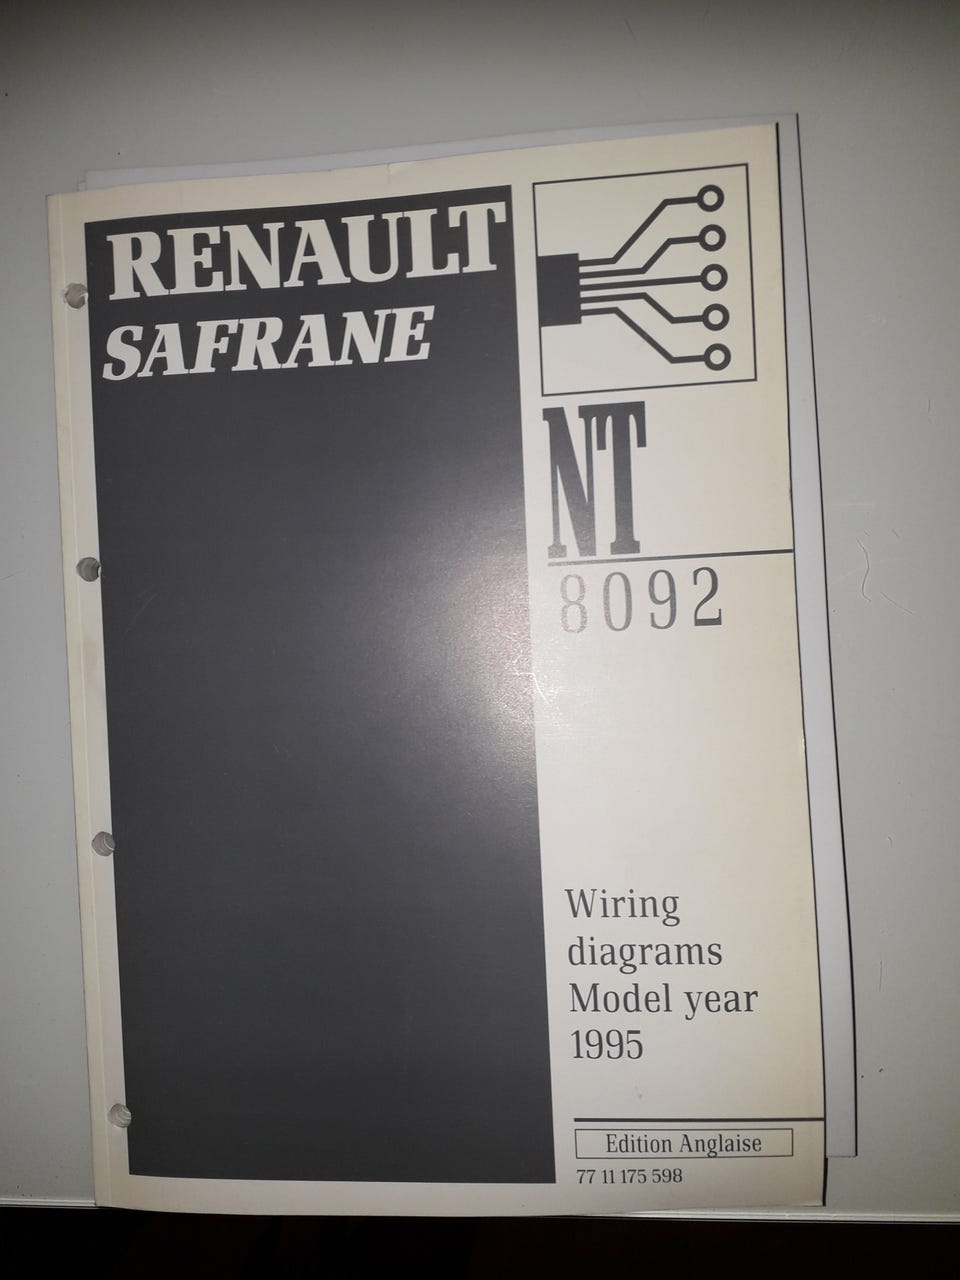 RENAULT
SAFRANE
NT
8092
Wiring
diagrams
Model year
1995
Edition Anglaise
77 11 175 598